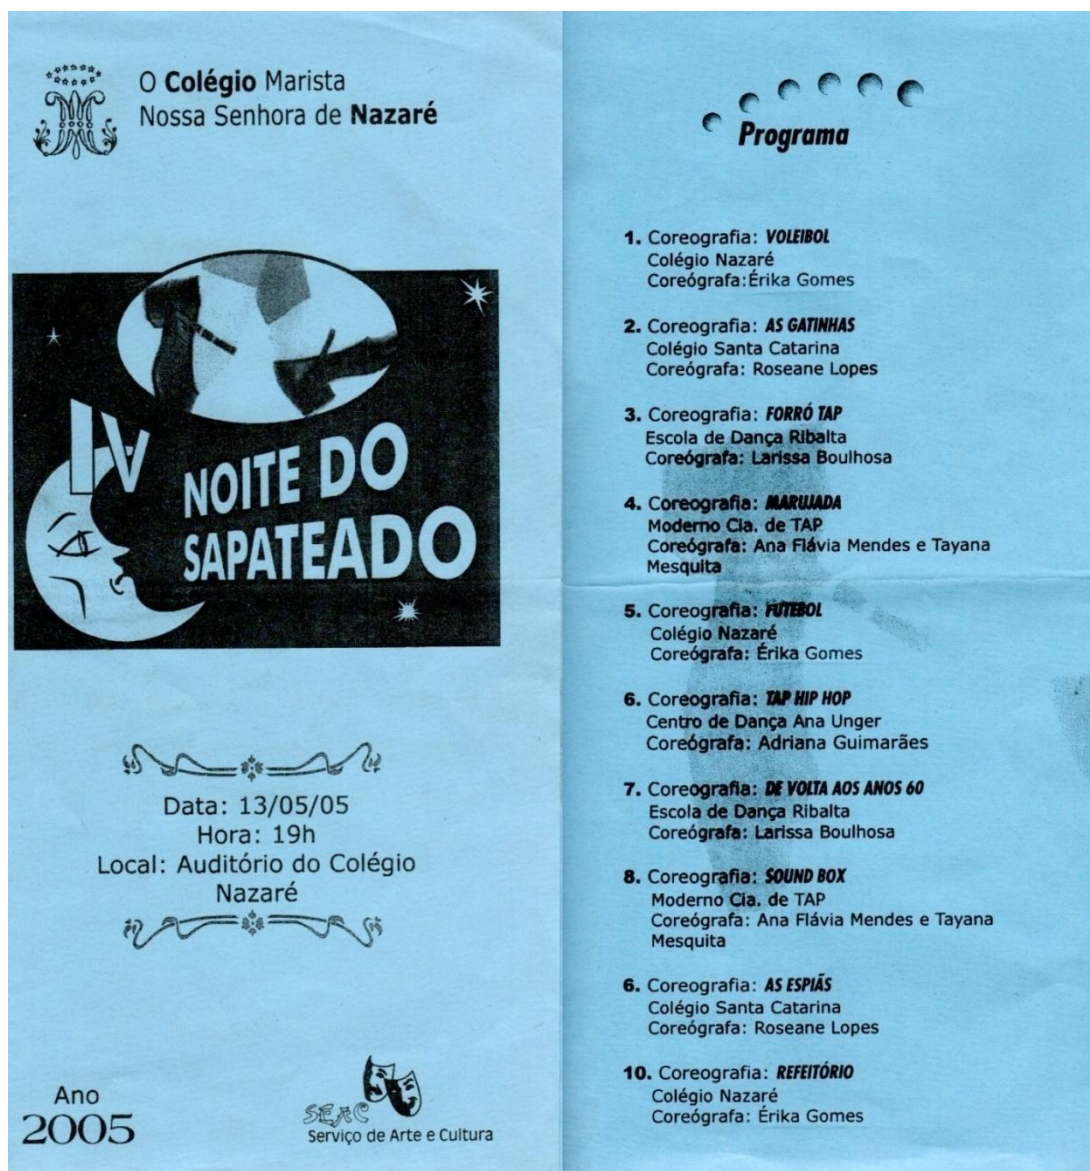 O Colégio Marista
Nossa Senhora de Nazaré
IV
NOITE DO
SAPATEADO
Data: 13/05/05
Hora: 19h
Local: Auditório do Colégio
Nazaré
Ano
2005
SEAC
Serviço de Arte e Cultura
Programa
1. Coreografia: VOLEIBOL
Colégio Nazaré
Coreógrafa:Érika Gomes
2. Coreografia: AS GATINHAS
Colégio Santa Catarina
Coreógrafa: Roseane Lopes
3. Coreografia: FORRÓ TAP
Escola de Dança Ribalta
Coreógrafa: Larissa Boulhosa
4. Coreografia: MARUJADA
Moderno Cia. de TAP
Coreógrafa: Ana Flávia Mendes e Tayana
Mesquita
5. Coreografia: FUTEBOL
Colégio Nazaré
Coreógrafa: Érika Gomes
6. Coreografia: TAP HIP HOP
Centro de Dança Ana Unger
Coreógrafa: Adriana Guimarães
7. Coreografia: DE VOLTA AOS ANOS 60
Escola de Dança Ribalta
Coreógrafa: Larissa Boulhosa
8. Coreografia: SOUND BOX
Moderno Cia. de TAP
Coreógrafa: Ana Flávia Mendes e Tayana
Mesquita
6. Coreografia: AS ESPIÃS
Colégio Santa Catarina
Coreógrafa: Roseane Lopes
10. Coreografia: REFEITÓRIO
Colégio Nazaré
Coreógrafa: Érika Gomes